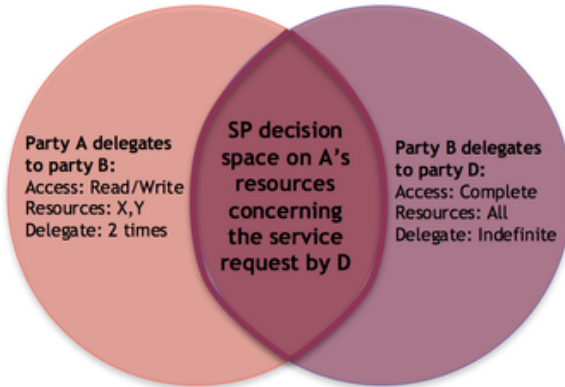 Party A delegates
to party B:
Access: Read/Write
Resources: X,Y
Delegate: 2 times
SP decision
space on A's
resources
concerning
the service
request by D
Party B delegates
to party D:
Access: Complete
Resources: All
Delegate: Indefinite